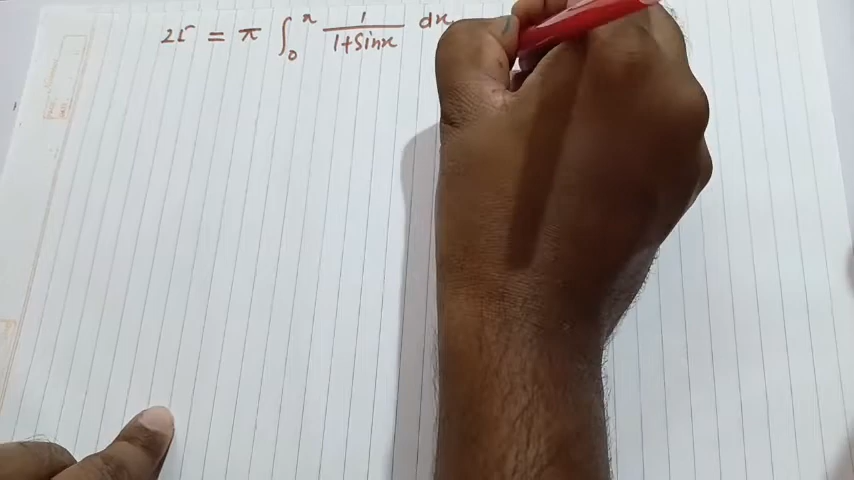 2I = π ∫₀^π 1/(1+Sinx) dx